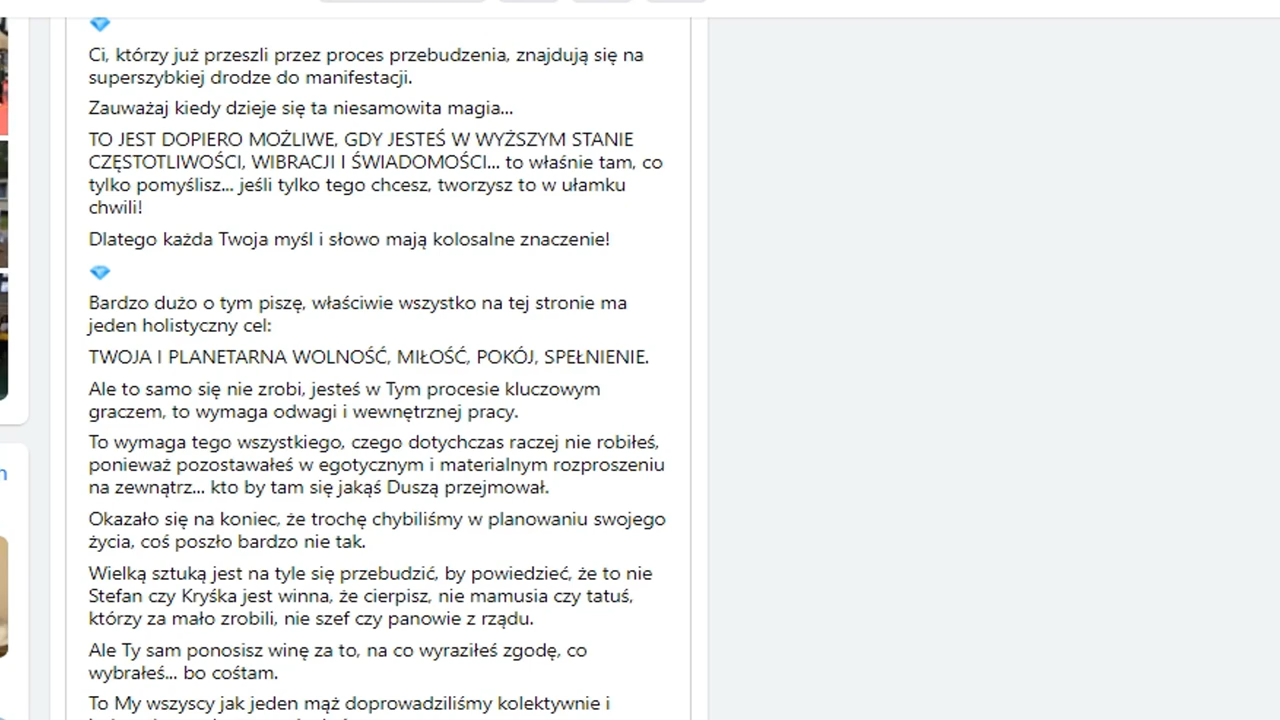 Ci, którzy już przeszli przez proces przebudzenia, znajdują się na
superszybkiej drodze do manifestacji.
Zauważaj kiedy dzieje się ta niesamowita magia...
TO JEST DOPIERO MOŻLIWE, GDY JESTEŚ W WYŻSZYM STANIE
CZĘSTOTLIWOŚCI, WIBRACJI I ŚWIADOMOŚCI... to właśnie tam, co
tylko pomyślisz... jeśli tylko tego chcesz, tworzysz to w ułamku
chwili!
Dlatego każda Twoja myśl i słowo mają kolosalne znaczenie!
Bardzo dużo o tym piszę, właściwie wszystko na tej stronie ma
jeden holistyczny cel:
TWOJA I PLANETARNA WOLNOŚĆ, MIŁOŚĆ, POKÓJ, SPEŁNIENIE.
Ale to samo się nie zrobi, jesteś w Tym procesie kluczowym
graczem, to wymaga odwagi i wewnętrznej pracy.
To wymaga tego wszystkiego, czego dotychczas raczej nie robiłeś,
ponieważ pozostawałeś w egotycznym i materialnym rozproszeniu
na zewnątrz... kto by tam się jakąś Duszą przejmował.
Okazało się na koniec, że trochę chybiliśmy w planowaniu swojego
życia, coś poszło bardzo nie tak.
Wielką sztuką jest na tyle się przebudzić, by powiedzieć, że to nie
Stefan czy Kryśka jest winna, że cierpisz, nie mamusia czy tatuś,
którzy za mało zrobili, nie szef czy panowie z rządu.
Ale Ty sam ponosisz winę za to, na co wyraziłeś zgodę, co
wybrałeś... bo cośtam.
To My wszyscy jak jeden mąż doprowadziliśmy kolektywnie i